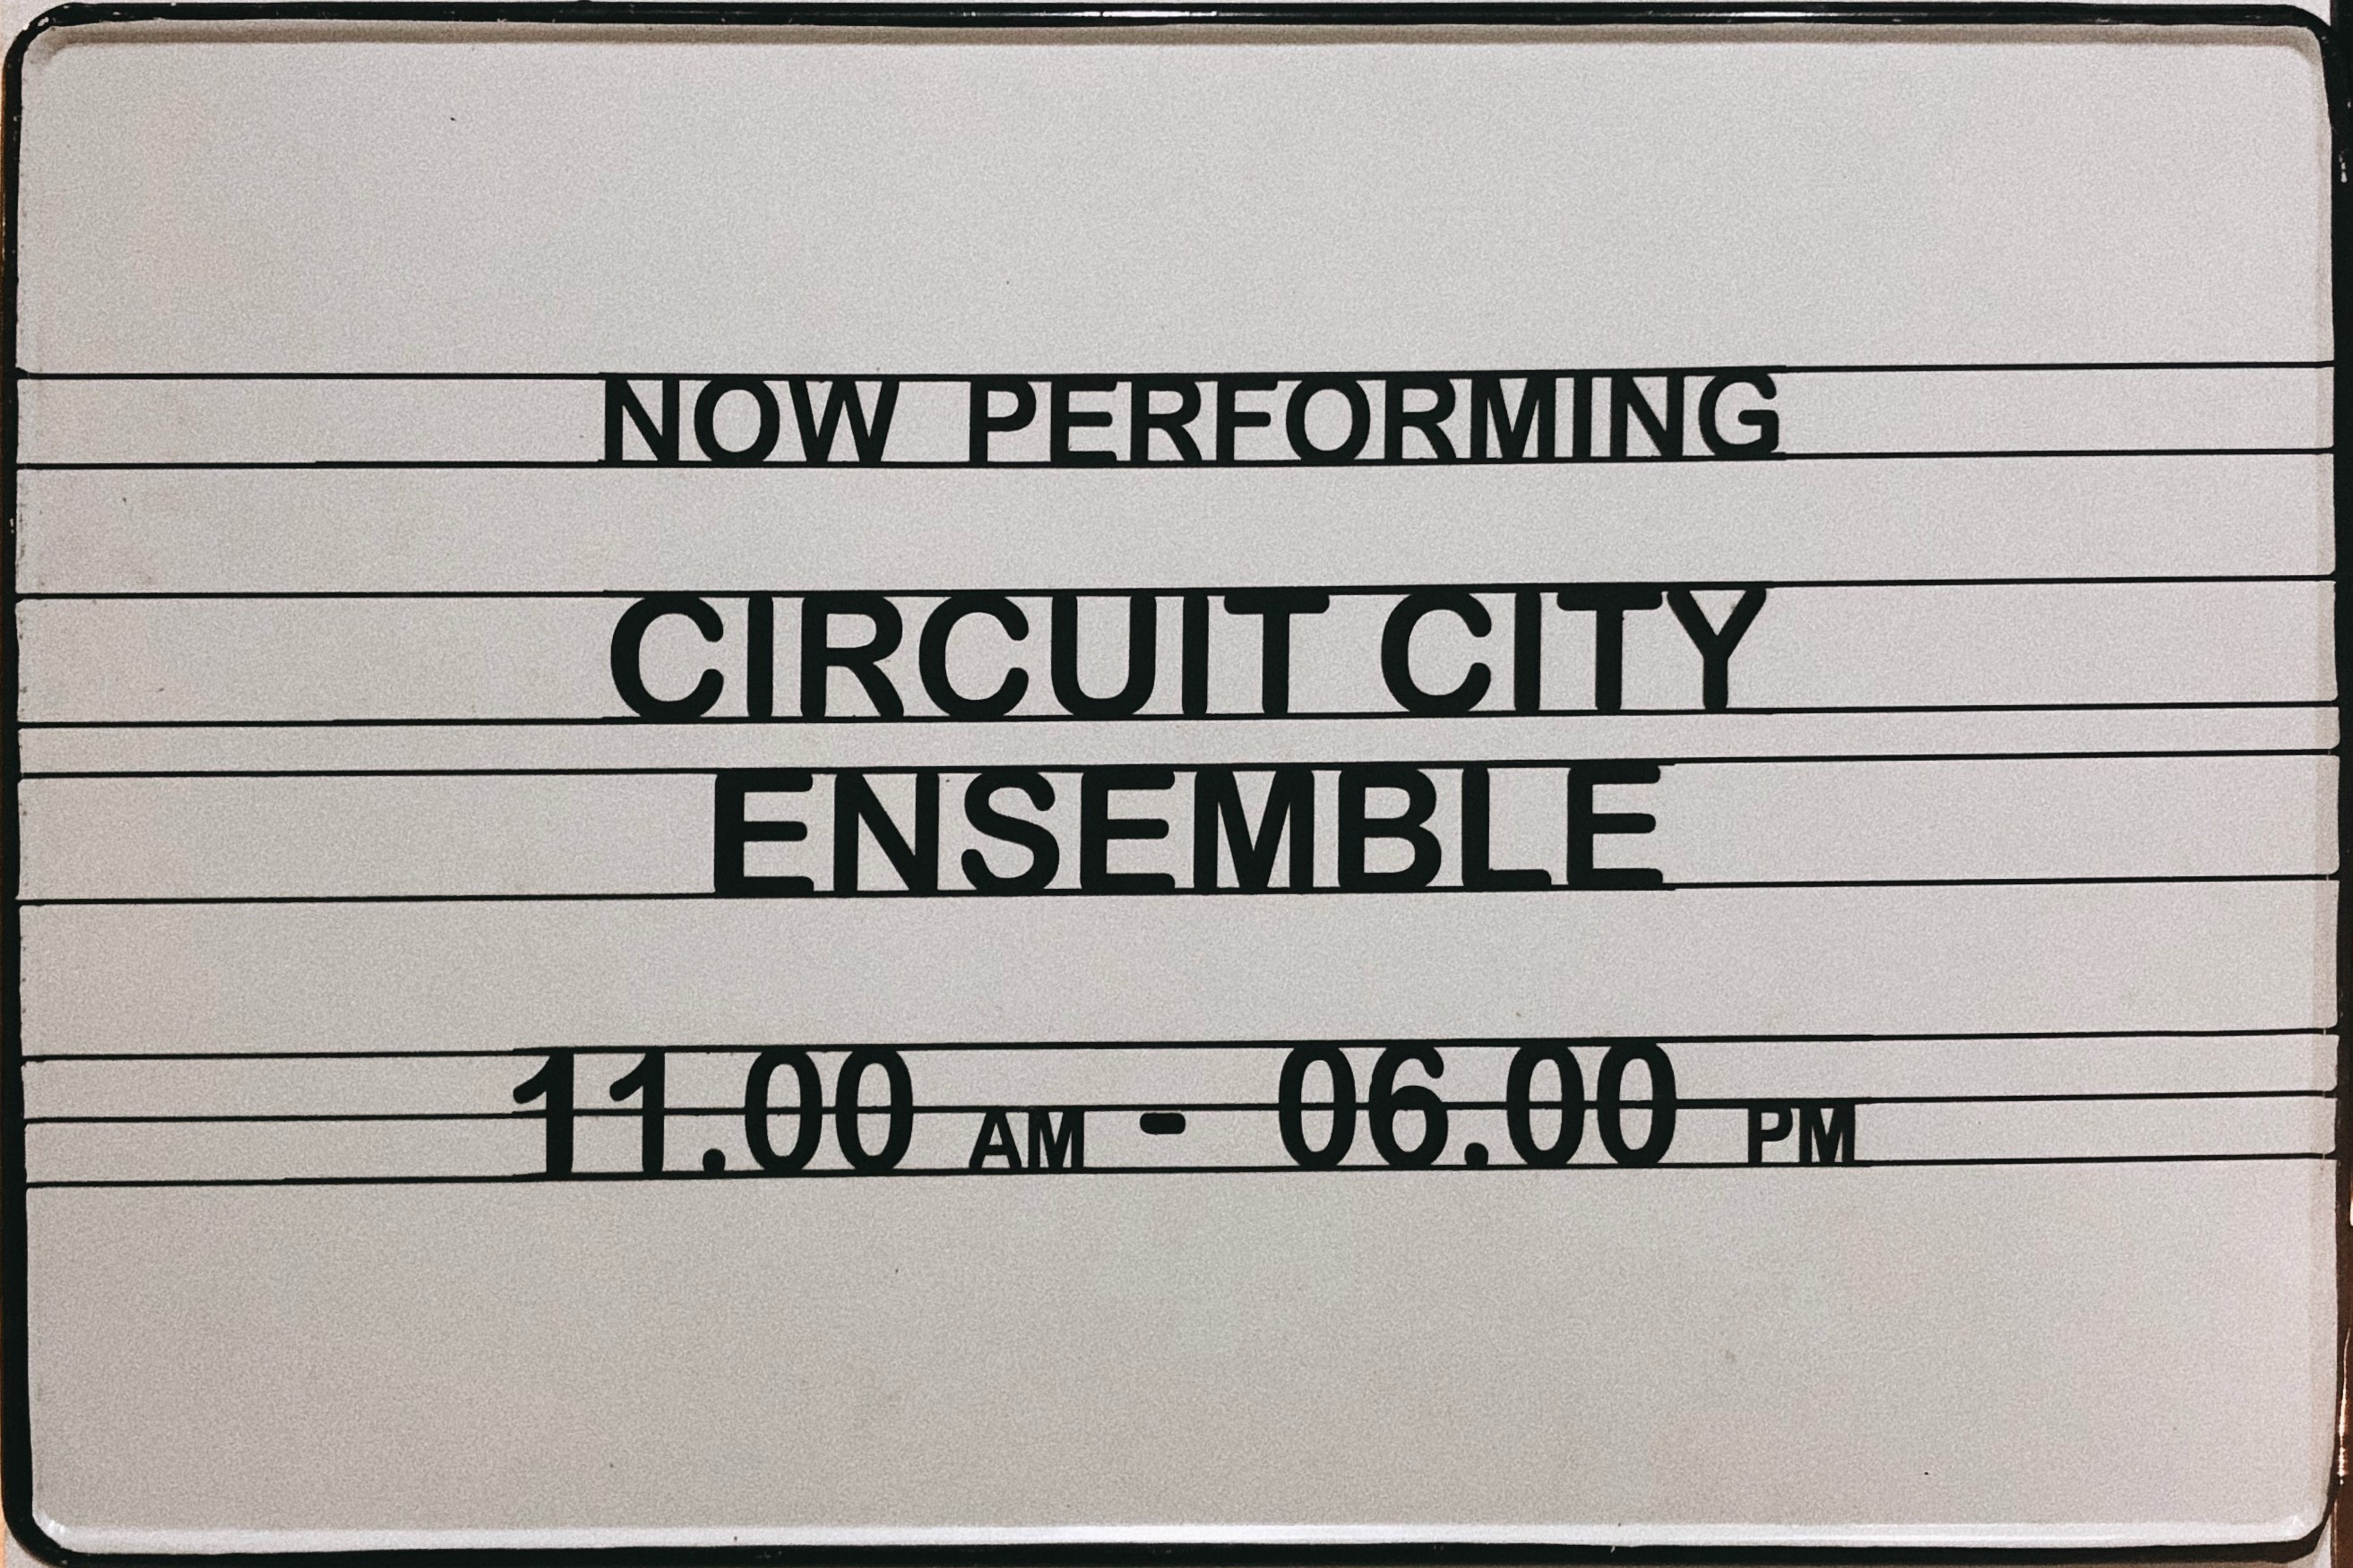 NOW PERFORMING
CIRCUIT CITY
ENSEMBLE
11.00 AM - 06.00 PM